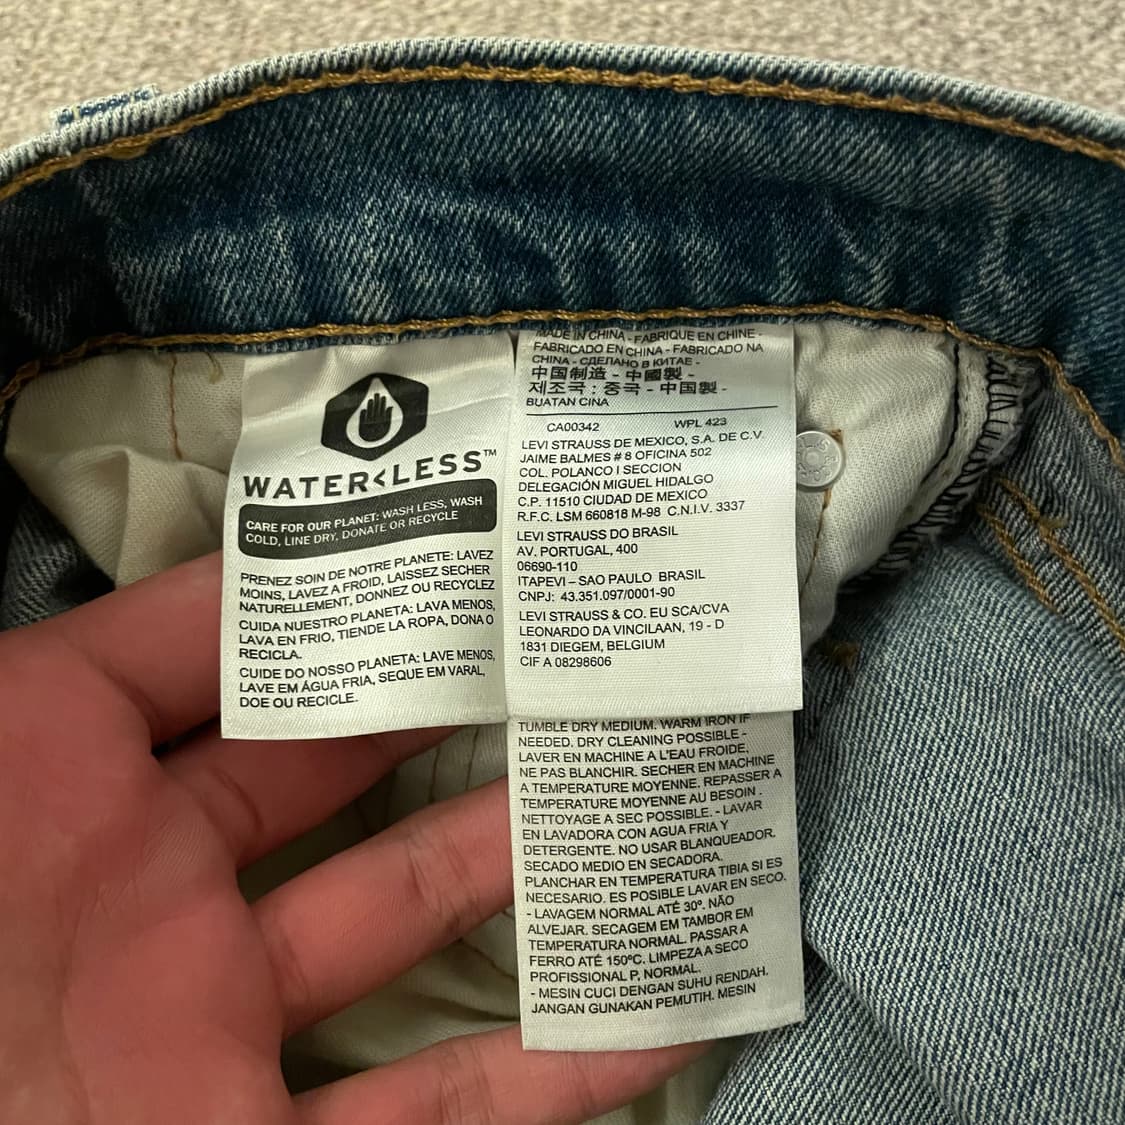 WATER<LESS™
CARE FOR OUR PLANET: WASH LESS, WASH
COLD, LINE DRY, DONATE OR RECYCLE
PRENEZ SOIN DE NOTRE PLANETE: LAVEZ
MOINS, LAVEZ A FROID, LAISSEZ SECHER
NATURELLEMENT, DONNEZ OU RECYCLEZ
CUIDA NUESTRO PLANETA: LAVA MENOS,
LAVA EN FRIO, TIENDE LA ROPA, DONA O
RECICLA.
CUIDE DO NOSSO PLANETA: LAVE MENOS,
LAVE EM ÁGUA FRIA, SEQUE EM VARAL,
DOE OU RECICLE.
MADE IN CHINA - FABRIQUE EN CHINE -
FABRICADO EN CHINA - FABRICADO NA
CHINA - СДЕЛАНО В КИТАЕ -
中国制造 - 中國製 -
제조국 : 중국 - 中国製 -
BUATAN CINA
CA00342 WPL 423
LEVI STRAUSS DE MEXICO, S.A. DE C.V.
JAIME BALMES # 8 OFICINA 502
COL. POLANCO I SECCION
DELEGACIÓN MIGUEL HIDALGO
C.P. 11510 CIUDAD DE MEXICO
R.F.C. LSM 660818 M-98 C.N.I.V. 3337
LEVI STRAUSS DO BRASIL
AV. PORTUGAL, 400
06690-110
ITAPEVI – SAO PAULO BRASIL
CNPJ: 43.351.097/0001-90
LEVI STRAUSS & CO. EU SCA/CVA
LEONARDO DA VINCILAAN, 19 - D
1831 DIEGEM, BELGIUM
CIF A 08298606
TUMBLE DRY MEDIUM. WARM IRON IF
NEEDED. DRY CLEANING POSSIBLE -
LAVER EN MACHINE A L'EAU FROIDE,
NE PAS BLANCHIR. SECHER EN MACHINE
A TEMPERATURE MOYENNE. REPASSER A
TEMPERATURE MOYENNE AU BESOIN .
NETTOYAGE A SEC POSSIBLE. - LAVAR
EN LAVADORA CON AGUA FRIA Y
DETERGENTE. NO USAR BLANQUEADOR.
SECADO MEDIO EN SECADORA.
PLANCHAR EN TEMPERATURA TIBIA SI ES
NECESARIO. ES POSIBLE LAVAR EN SECO.
- LAVAGEM NORMAL ATÉ 30º. NÃO
ALVEJAR. SECAGEM EM TAMBOR EM
TEMPERATURA NORMAL. PASSAR A
FERRO ATÉ 150ºC. LIMPEZA A SECO
PROFISSIONAL P, NORMAL.
- MESIN CUCI DENGAN SUHU RENDAH.
JANGAN GUNAKAN PEMUTIH. MESIN